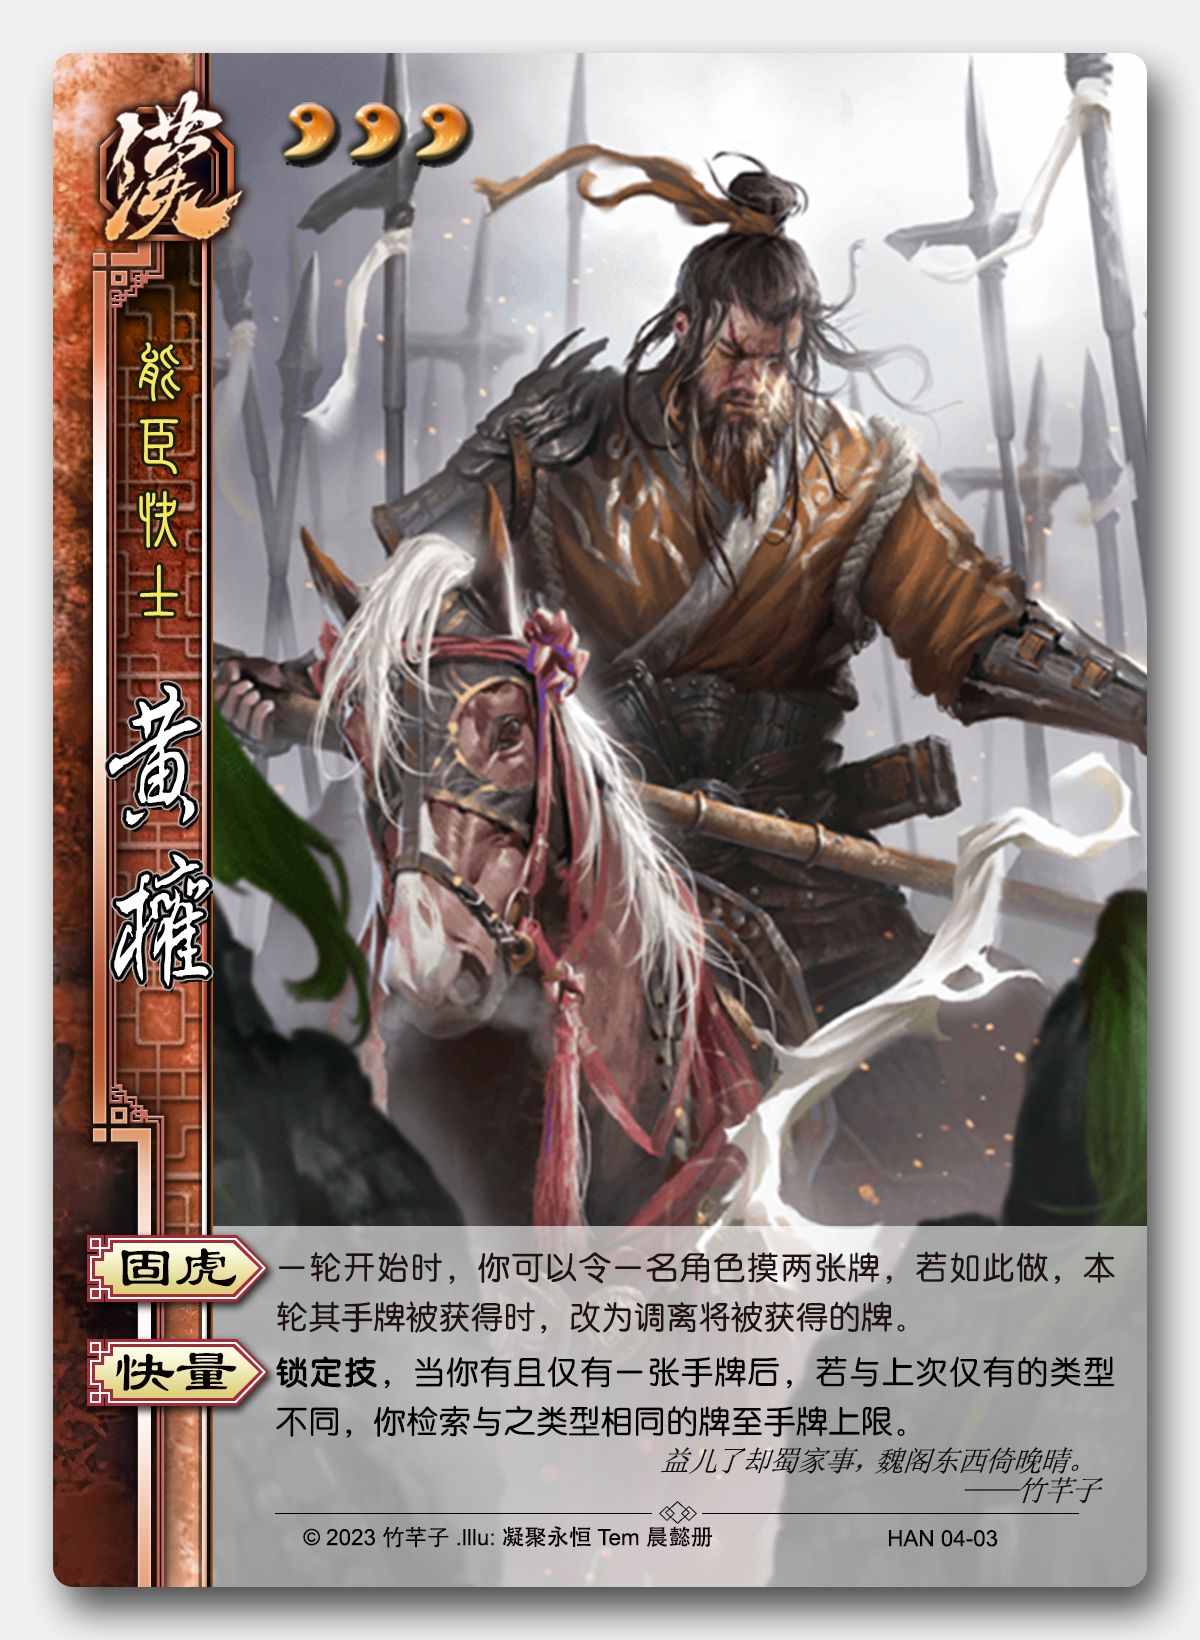 漢
能臣快士
黄權
固虎
一轮开始时，你可以令一名角色摸两张牌，若如此做，本
轮其手牌被获得时，改为调离将被获得的牌。
快量
锁定技，当你有且仅有一张手牌后，若与上次仅有的类型
不同，你检索与之类型相同的牌至手牌上限。
益儿了却蜀家事，魏阁东西倚晚晴。
——竹芊子
© 2023 竹芊子 .Illu: 凝聚永恒 Tem 晨懿册
HAN 04-03